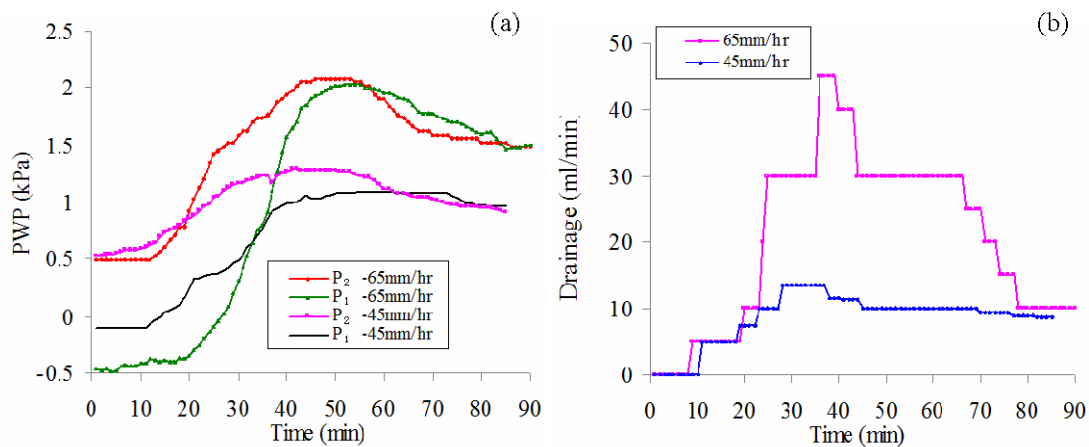 (a)
2.5
2
1.5
1
0.5
0
-0.5
PWP (kPa)
P2 -65mm/hr
P1 -65mm/hr
P2 -45mm/hr
P1 -45mm/hr
0 10 20 30 40 50 60 70 80 90
Time (min)
(b)
50
40
30
20
10
0
Drainage (ml/min)
65mm/hr
45mm/hr
0 10 20 30 40 50 60 70 80 90
Time (min)